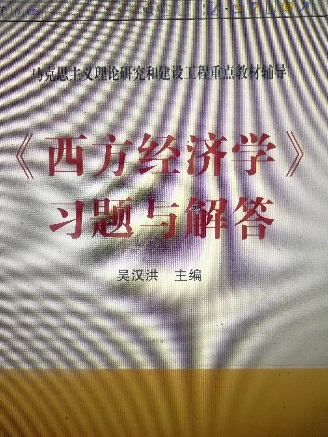 马克思主义理论研究和建设工程重点教材辅导
《西方经济学》
习题与解答
吴汉洪 主编